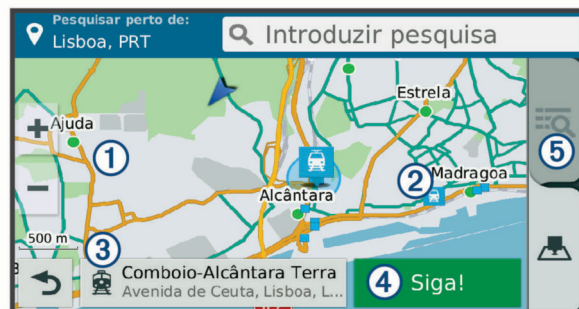 Pesquisar perto de:
Lisboa, PRT
Introduzir pesquisa
Estrela
Ajuda
1
5
2
Madragoa
Alcântara
500 m
3
Comboio-Alcântara Terra
Avenida de Ceuta, Lisboa, L...
4
Siga!